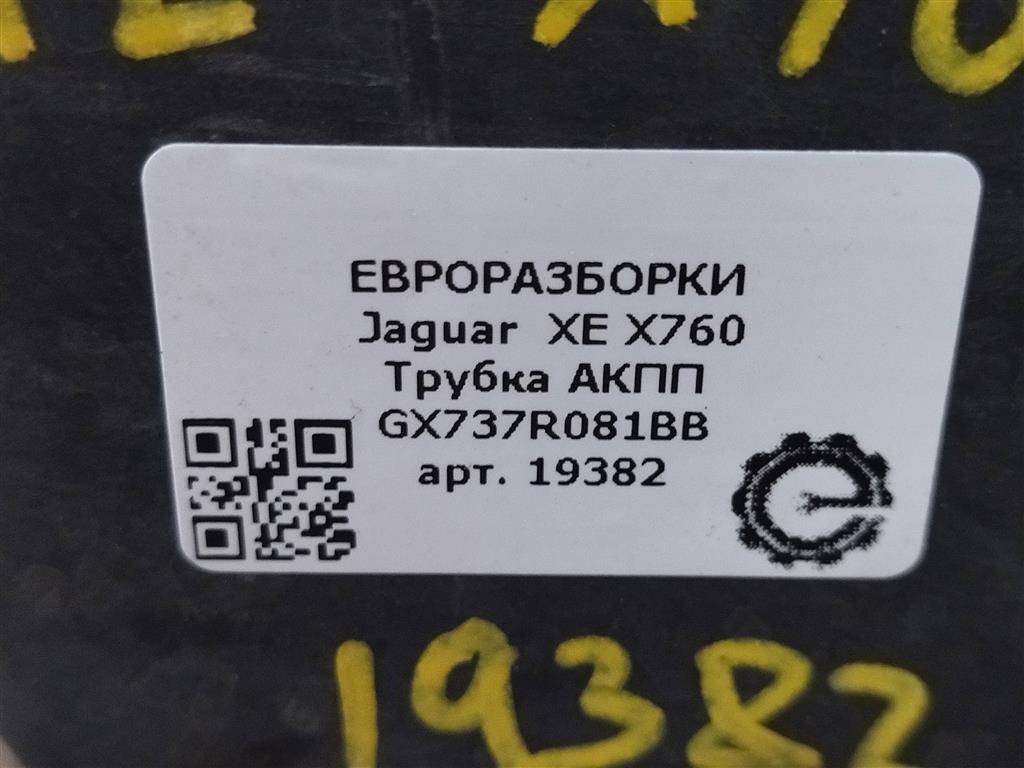 ЕВРОРАЗБОРКИ
Jaguar XE X760
Трубка АКПП
GX737R081BB
арт. 19382
19382